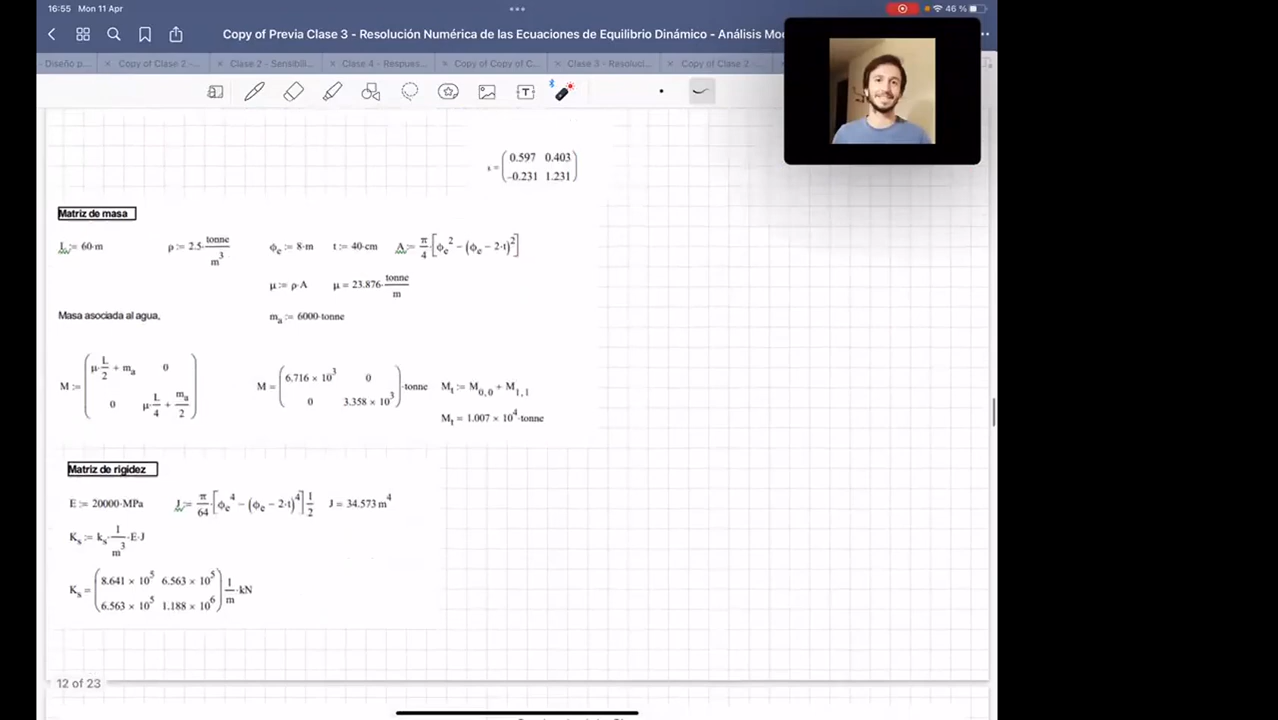 16:55 Mon 11 Apr
46 %
Copy of Previa Clase 3 - Resolución Numérica de las Ecuaciones de Equilibrio Dinámico - Análisis Mo
- Diseño p...
Copy of Clase 2 -...
Clase 2 - Sensibili...
Clase 4 - Respues...
Copy of Copy of C...
Clase 3 - Resoluci...
Copy of Clase 2 -...
= ( 0.597 0.403
−0.231 1.231 )
Matriz de masa
L := 60·m ρ := 2.5· tonne / m³ ϕe := 8·m t := 40·cm A := π/4 ·[ϕe² − (ϕe − 2·t)²]
μ := ρ·A μ = 23.876· tonne / m
Masa asociada al agua, ma := 6000·tonne
M := ( μ·L/2 + ma 0
0 μ·L/4 + ma/2 )
M = ( 6.716 × 10³ 0
0 3.358 × 10³ ) ·tonne
Mt := M0,0 + M1,1
Mt = 1.007 × 10⁴·tonne
Matriz de rigidez
E := 20000·MPa J := π/64 ·[ϕe⁴ − (ϕe − 2·t)⁴] 1/2 J = 34.573 m⁴
Ks := ks· 1/m³ ·E·J
Ks = ( 8.641 × 10⁵ 6.563 × 10⁵
6.563 × 10⁵ 1.188 × 10⁶ ) 1/m ·kN
12 of 23